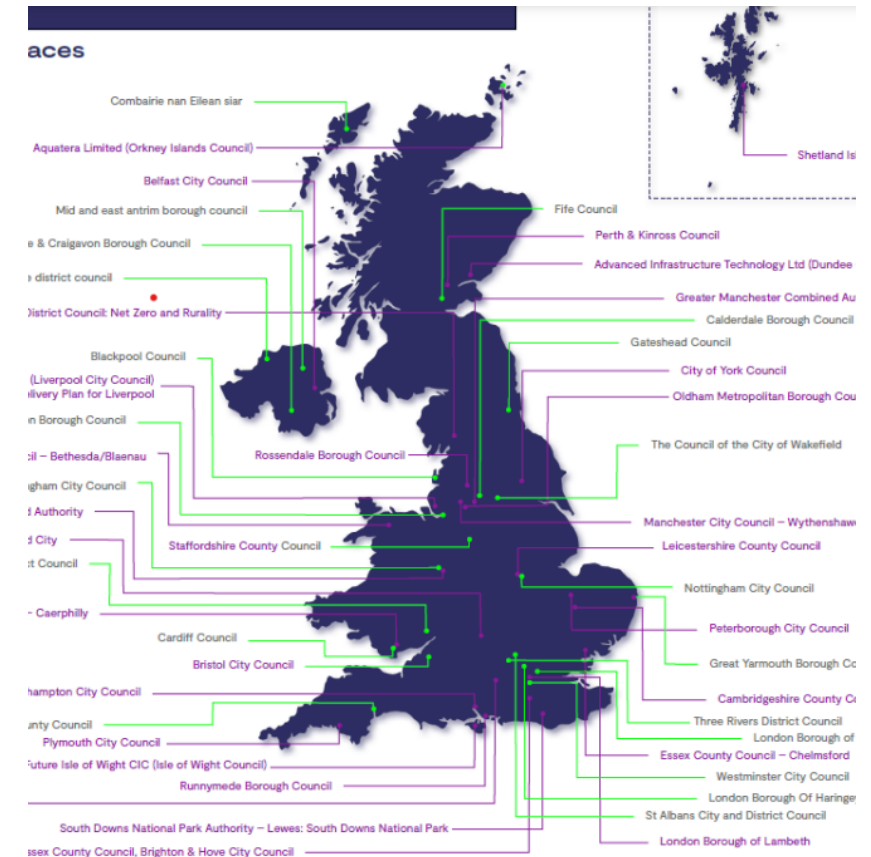 aces
Combairie nan Eilean siar
Aquatera Limited (Orkney Islands Council)
Shetland Isl
Belfast City Council
Mid and east antrim borough council
Fife Council
Perth & Kinross Council
e & Craigavon Borough Council
Advanced Infrastructure Technology Ltd (Dundee
e district council
Greater Manchester Combined Au
District Council: Net Zero and Rurality
Calderdale Borough Council
Gateshead Council
Blackpool Council
City of York Council
(Liverpool City Council)
elivery Plan for Liverpool
Oldham Metropolitan Borough Cou
on Borough Council
The Council of the City of Wakefield
cil – Bethesda/Blaenau
Rossendale Borough Council
ngham City Council
d Authority
Manchester City Council – Wythenshawe
d City
Staffordshire County Council
Leicestershire County Council
ct Council
Nottingham City Council
– Caerphilly
Peterborough City Council
Cardiff Council
Bristol City Council
Great Yarmouth Borough Co
hampton City Council
Cambridgeshire County Co
unty Council
Three Rivers District Council
Plymouth City Council
London Borough of
Future Isle of Wight CIC (Isle of Wight Council)
Essex County Council – Chelmsford
Runnymede Borough Council
Westminster City Council
London Borough Of Haringey
St Albans City and District Council
South Downs National Park Authority – Lewes: South Downs National Park
London Borough of Lambeth
ssex County Council, Brighton & Hove City Council